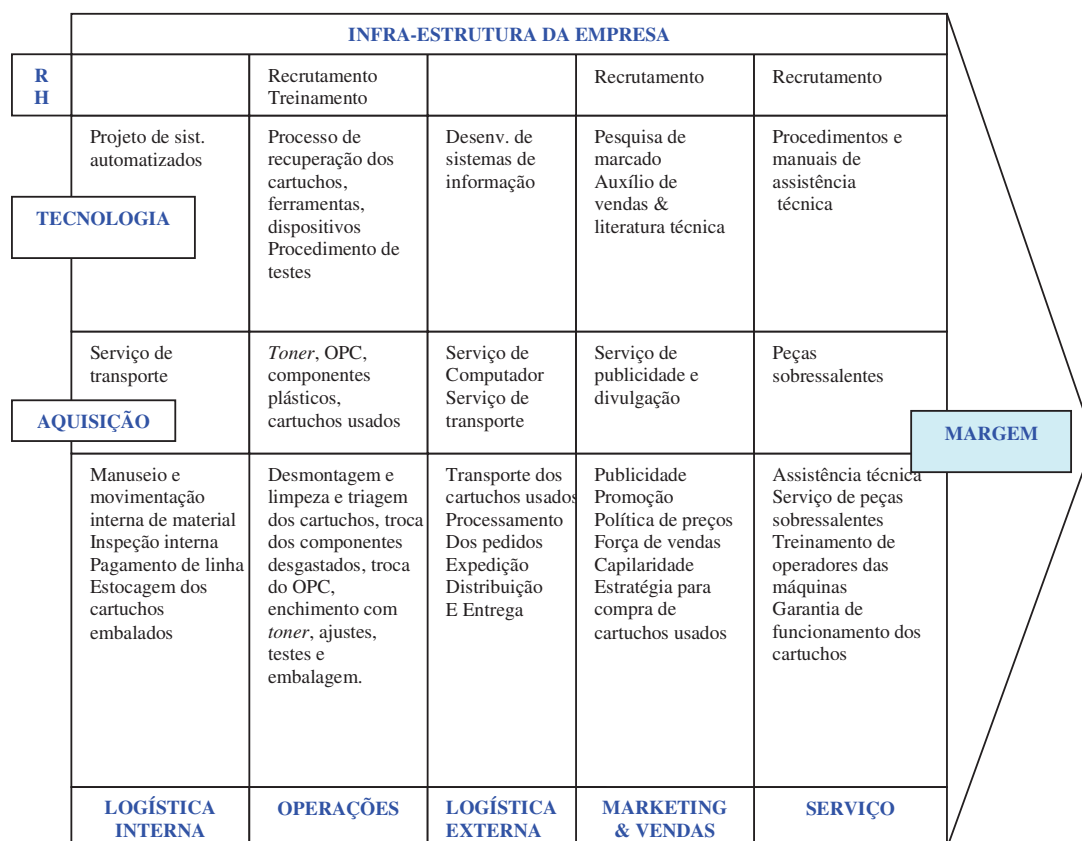 INFRA-ESTRUTURA DA EMPRESA
R
H
Recrutamento
Treinamento
Recrutamento
Recrutamento
TECNOLOGIA
Projeto de sist.
automatizados
Processo de
recuperação dos
cartuchos,
ferramentas,
dispositivos
Procedimento de
testes
Desenv. de
sistemas de
informação
Pesquisa de
marcado
Auxílio de
vendas &
literatura técnica
Procedimentos e
manuais de
assistência
técnica
AQUISIÇÃO
Serviço de
transporte
Toner, OPC,
componentes
plásticos,
cartuchos usados
Serviço de
Computador
Serviço de
transporte
Serviço de
publicidade e
divulgação
Peças
sobressalentes
MARGEM
Manuseio e
movimentação
interna de material
Inspeção interna
Pagamento de linha
Estocagem dos
cartuchos
embalados
Desmontagem e
limpeza e triagem
dos cartuchos, troca
dos componentes
desgastados, troca
do OPC,
enchimento com
toner, ajustes,
testes e
embalagem.
Transporte dos
cartuchos usados
Processamento
Dos pedidos
Expedição
Distribuição
E Entrega
Publicidade
Promoção
Política de preços
Força de vendas
Capilaridade
Estratégia para
compra de
cartuchos usados
Assistência técnica
Serviço de peças
sobressalentes
Treinamento de
operadores das
máquinas
Garantia de
funcionamento dos
cartuchos
LOGÍSTICA
INTERNA
OPERAÇÕES
LOGÍSTICA
EXTERNA
MARKETING
& VENDAS
SERVIÇO